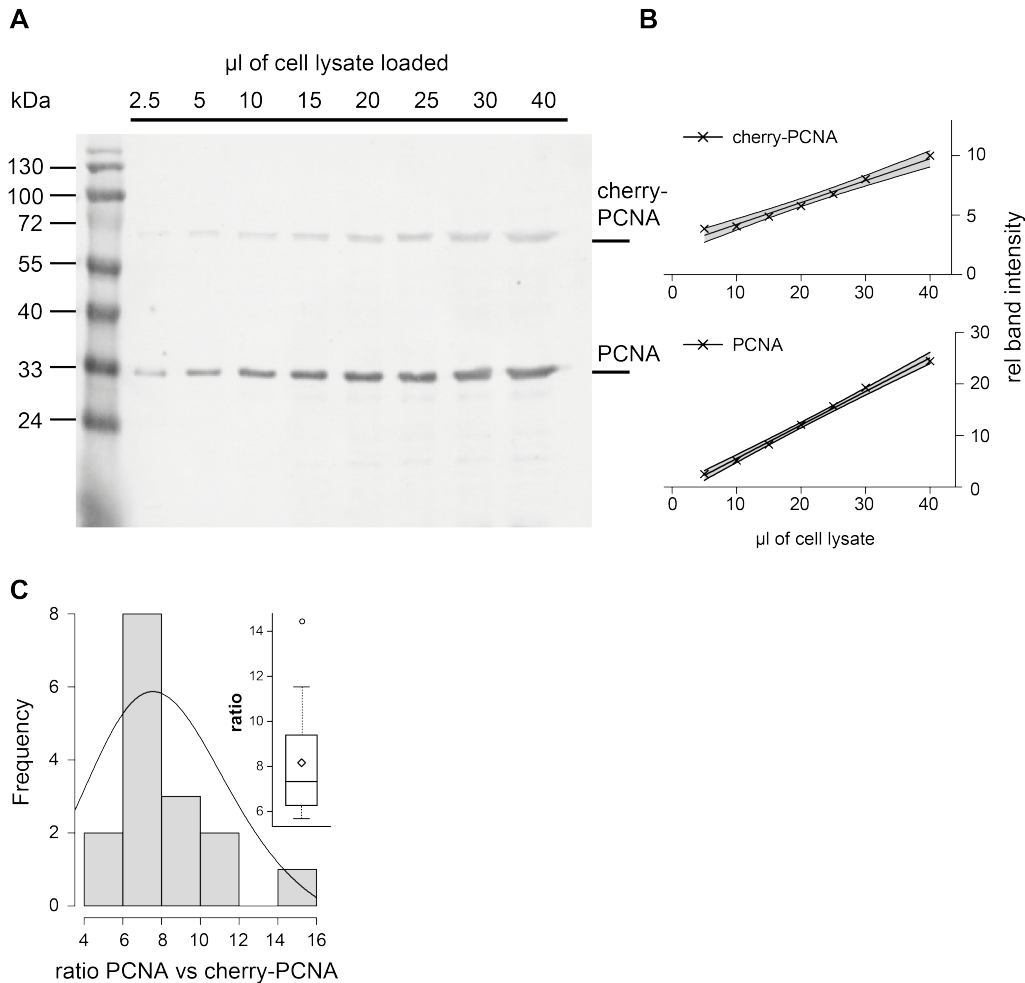 A
µl of cell lysate loaded
kDa 2.5 5 10 15 20 25 30 40
130
100
72
55
40
33
24
cherry-
PCNA
PCNA
B
cherry-PCNA
10
5
0
0 10 20 30 40
PCNA
30
20
10
0
0 10 20 30 40
rel band intensity
µl of cell lysate
C
8
6
4
2
0
Frequency
4 6 8 10 12 14 16
ratio PCNA vs cherry-PCNA
14
12
10
8
6
ratio